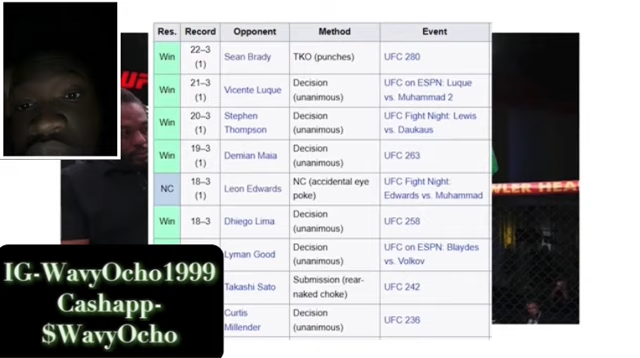 Res. Record Opponent Method Event
Win 22–3 (1) Sean Brady TKO (punches) UFC 280
Win 21–3 (1) Vicente Luque Decision (unanimous) UFC on ESPN: Luque vs. Muhammad 2
Win 20–3 (1) Stephen Thompson Decision (unanimous) UFC Fight Night: Lewis vs. Daukaus
Win 19–3 (1) Demian Maia Decision (unanimous) UFC 263
NC 18–3 (1) Leon Edwards NC (accidental eye poke) UFC Fight Night: Edwards vs. Muhammad
Win 18–3 Dhiego Lima Decision (unanimous) UFC 258
Lyman Good Decision (unanimous) UFC on ESPN: Blaydes vs. Volkov
Takashi Sato Submission (rear-naked choke) UFC 242
Curtis Millender Decision (unanimous) UFC 236
IG-WavyOcho1999
Cashapp-
$WavyOcho